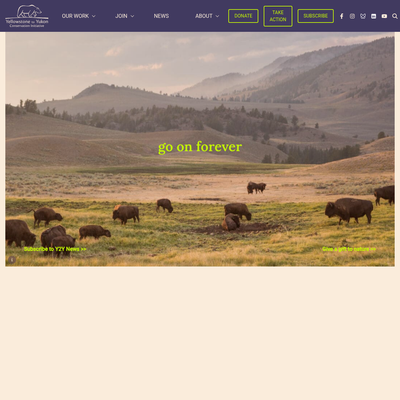 Yellowstone to Yukon
Conservation Initiative
OUR WORK
JOIN
NEWS
ABOUT
DONATE
TAKE
ACTION
SUBSCRIBE
go on forever
Subscribe to Y2Y News >>
Give a gift to nature >>